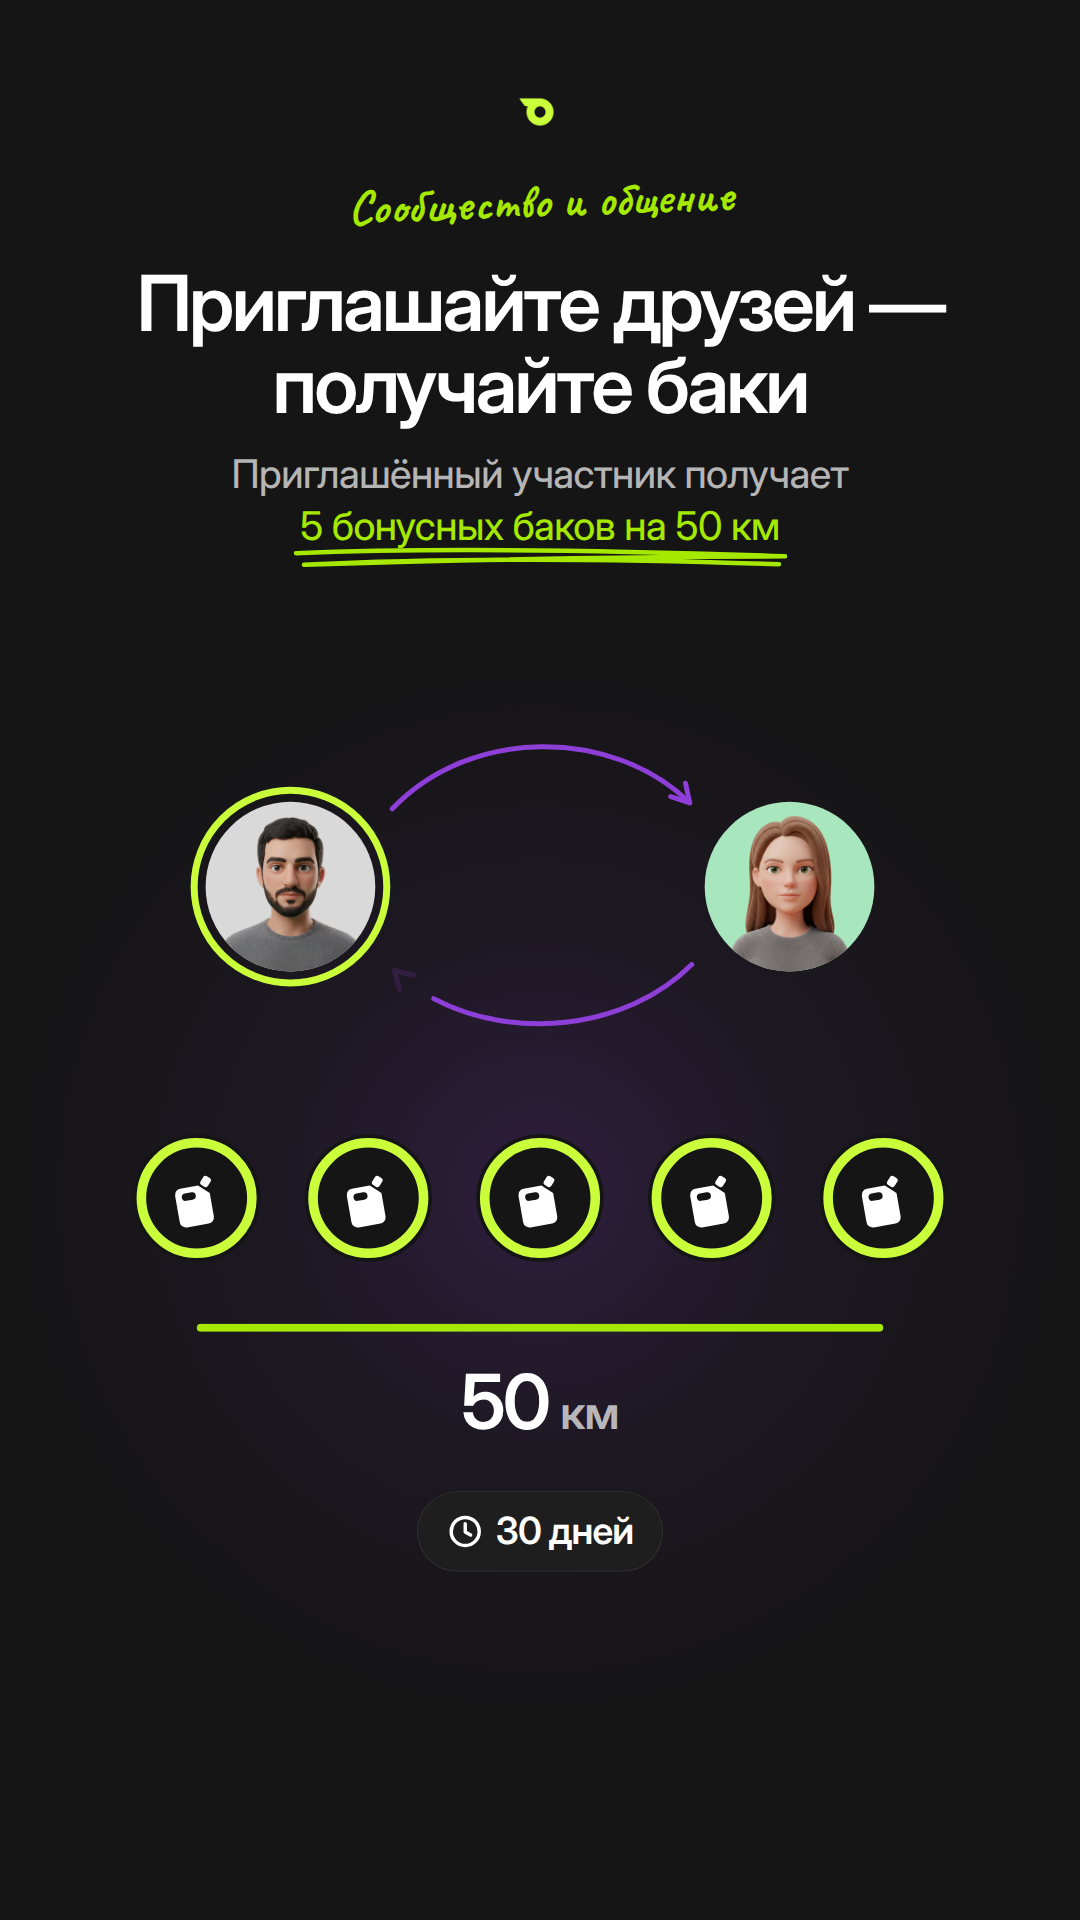 Сообщество и общение
Приглашайте друзей —
получайте баки
Приглашённый участник получает
5 бонусных баков на 50 км
50 км
30 дней